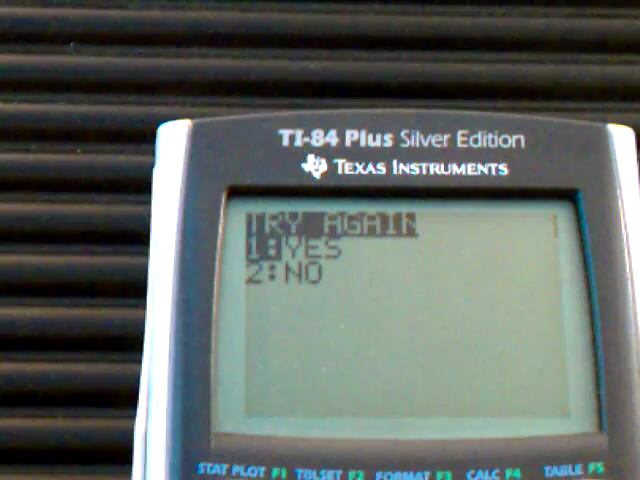 TI-84 Plus Silver Edition
TEXAS INSTRUMENTS
TRY AGAIN
1:YES
2:NO
STAT PLOT F1 TBLSET F2 FORMAT F3 CALC F4 TABLE F5